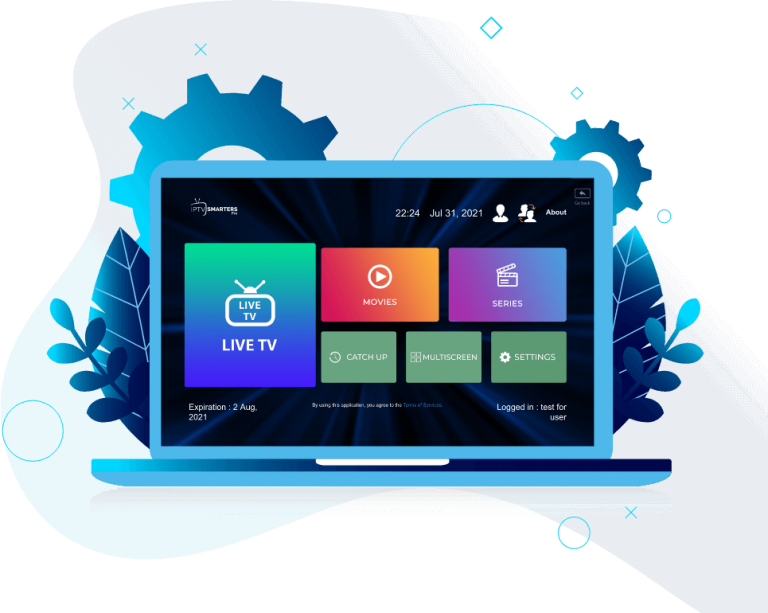 IPTV SMARTERS
Pro
22:24 Jul 31, 2021 About
Go back
LIVE
TV
LIVE TV
MOVIES
SERIES
CATCH UP
MULTISCREEN
SETTINGS
Expiration : 2 Aug,
2021
By using this application, you agree to the Terms of Services.
Logged in : test for
user